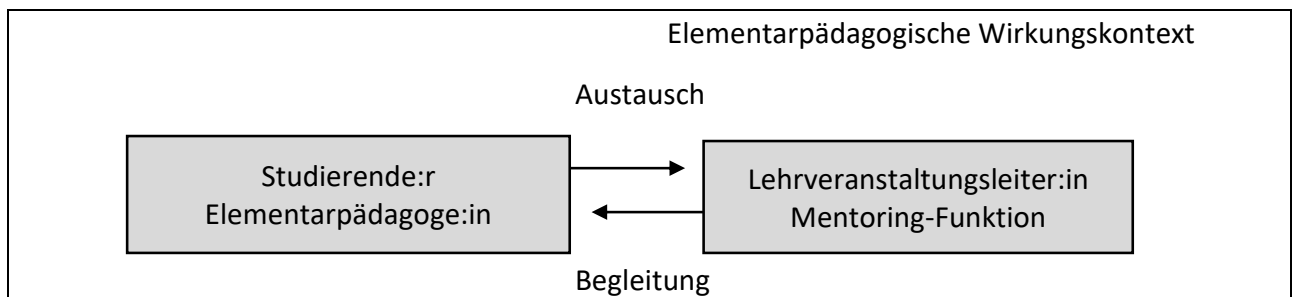 Elementarpädagogische Wirkungskontext
Austausch
Studierende:r
Elementarpädagoge:in
Lehrveranstaltungsleiter:in
Mentoring-Funktion
Begleitung